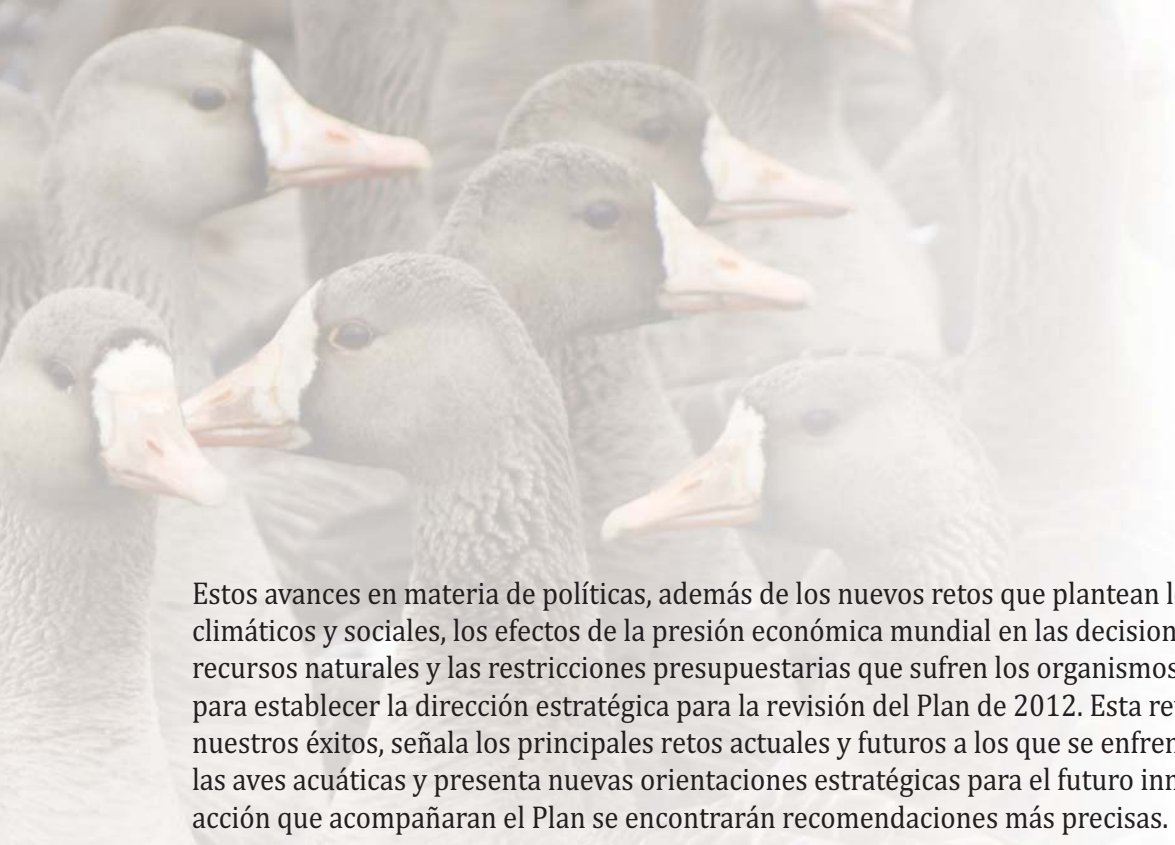 Estos avances en materia de políticas, además de los nuevos retos que plantean
climáticos y sociales, los efectos de la presión económica mundial en las
recursos naturales y las restricciones presupuestarias que sufren los organismos
para establecer la dirección estratégica para la revisión del Plan de 2012. Esta
nuestros éxitos, señala los principales retos actuales y futuros a los que se
las aves acuáticas y presenta nuevas orientaciones estratégicas para el futuro
acción que acompañaran el Plan se encontrarán recomendaciones más precisas.